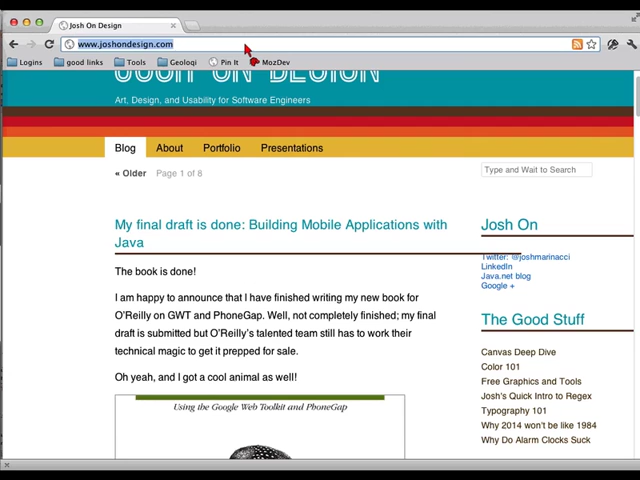 Josh On Design
www.joshondesign.com
Logins
good links
Tools
Geoloqi
Pin It
MozDev
JOSH ON DESIGN
Art, Design, and Usability for Software Engineers
Blog
About
Portfolio
Presentations
« Older
Page 1 of 8
Type and Wait to Search
My final draft is done: Building Mobile Applications with
Java
The book is done!
I am happy to announce that I have finished writing my new book for
O'Reilly on GWT and PhoneGap. Well, not completely finished; my final
draft is submitted but O'Reilly's talented team still has to work their
technical magic to get it prepped for sale.
Oh yeah, and I got a cool animal as well!
Using the Google Web Toolkit and PhoneGap
Josh On
Twitter: @joshmarinacci
LinkedIn
Java.net blog
Google +
The Good Stuff
Canvas Deep Dive
Color 101
Free Graphics and Tools
Josh's Quick Intro to Regex
Typography 101
Why 2014 won't be like 1984
Why Do Alarm Clocks Suck